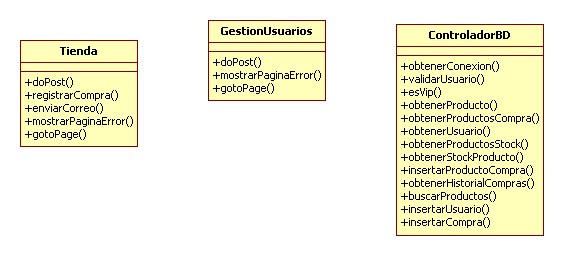 Tienda
+doPost()
+registrarCompra()
+enviarCorreo()
+mostrarPaginaError()
+gotoPage()
GestionUsuarios
+doPost()
+mostrarPaginaError()
+gotoPage()
ControladorBD
+obtenerConexion()
+validarUsuario()
+esVip()
+obtenerProducto()
+obtenerProductosCompra()
+obtenerUsuario()
+obtenerProductosStock()
+obtenerStockProducto()
+insertarProductoCompra()
+obtenerHistorialCompras()
+buscarProductos()
+insertarUsuario()
+insertarCompra()